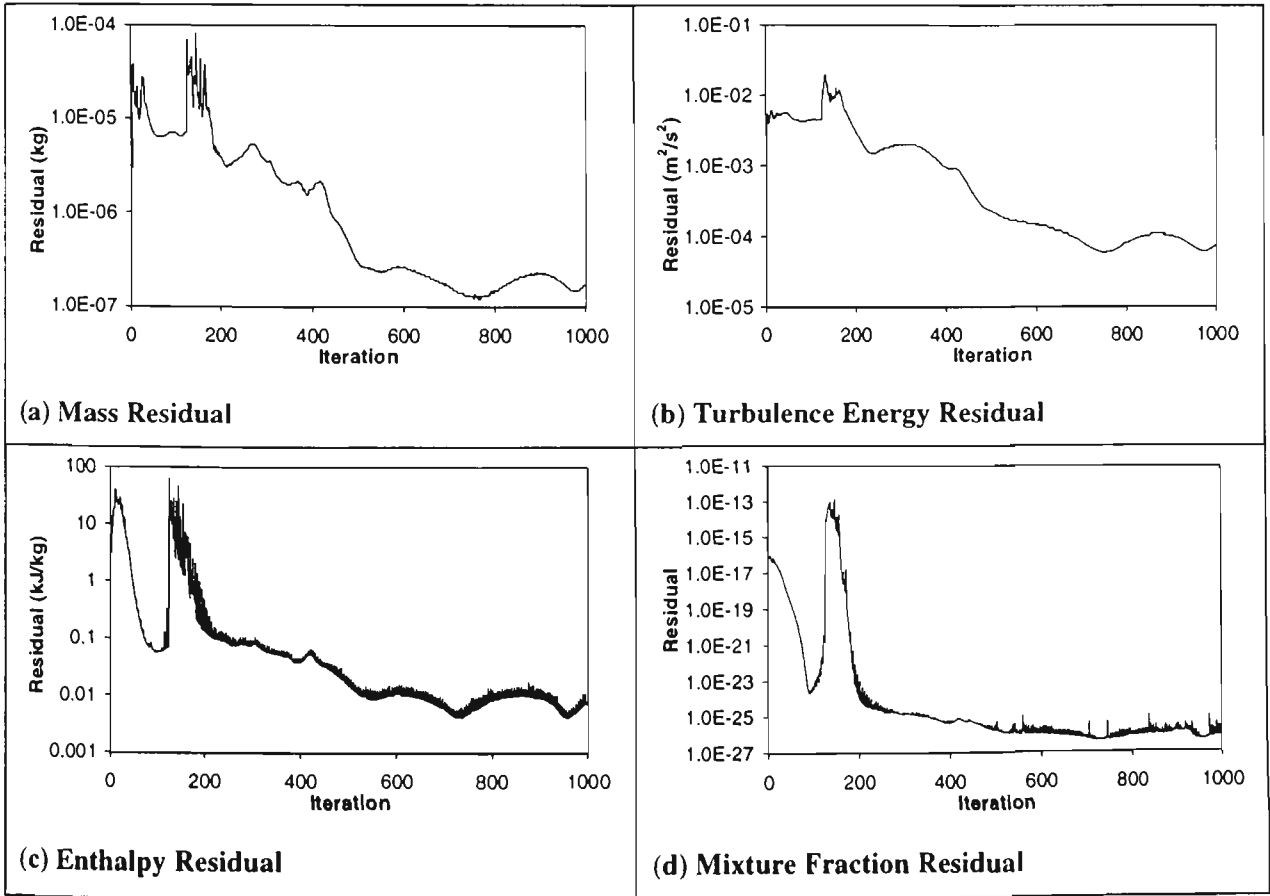 1.0E-04
1.0E-05
1.0E-06
1.0E-07
Residual (kg)
0 200 400 600 800 1000
Iteration
(a) Mass Residual
1.0E-01
1.0E-02
1.0E-03
1.0E-04
1.0E-05
Residual (m²/s²)
0 200 400 600 800 1000
Iteration
(b) Turbulence Energy Residual
100
10
1
0.1
0.01
0.001
Residual (kJ/kg)
0 200 400 600 800 1000
Iteration
(c) Enthalpy Residual
1.0E-11
1.0E-13
1.0E-15
1.0E-17
1.0E-19
1.0E-21
1.0E-23
1.0E-25
1.0E-27
Residual
0 200 400 600 800 1000
Iteration
(d) Mixture Fraction Residual